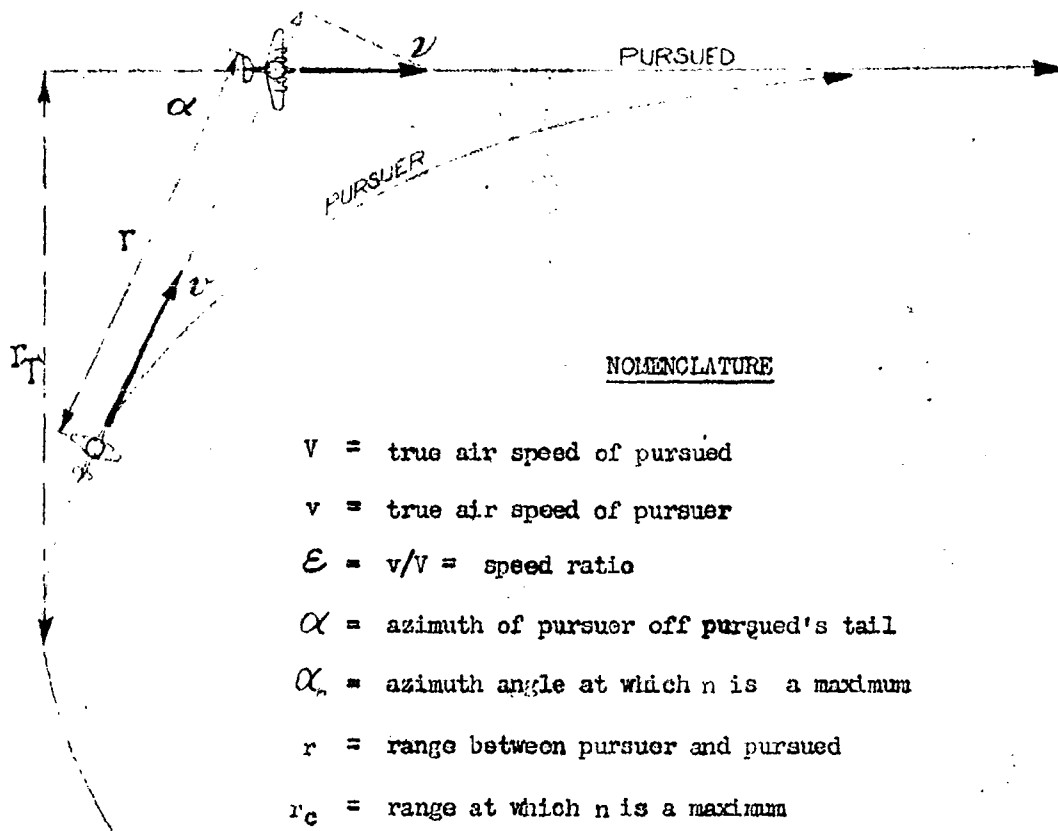 v
PURSUED
α
PURSUER
r
v
r_T
NOMENCLATURE
V = true air speed of pursued
v = true air speed of pursuer
ε = v/V = speed ratio
α = azimuth of pursuer off pursued's tail
αₙ = azimuth angle at which n is a maximum
r = range between pursuer and pursued
r_c = range at which n is a maximum